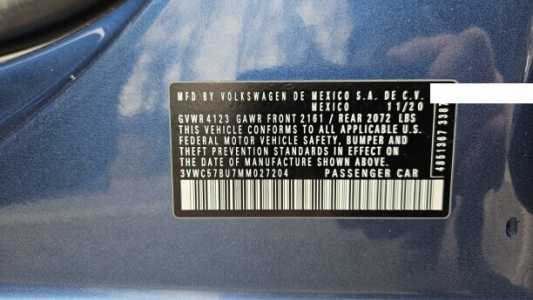 MFD BY VOLKSWAGEN DE MEXICO S.A. DE C.V.
MEXICO 11/20
GVWR 4123 GAWR FRONT 2161 / REAR 2072 LBS
THIS VEHICLE CONFORMS TO ALL APPLICABLE U.S.
FEDERAL MOTOR VEHICLE SAFETY, BUMPER AND
THEFT PREVENTION STANDARDS IN EFFECT ON THE
DATE OF MANUFACTURE SHOWN ABOVE.
3VWC57BU7MM027204 PASSENGER CAR